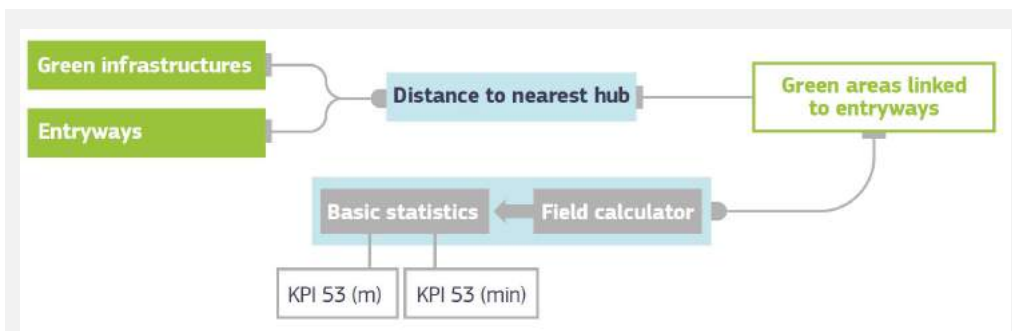 Green infrastructures
Entryways
Distance to nearest hub
Green areas linked
to entryways
Basic statistics
Field calculator
KPI 53 (m)
KPI 53 (min)